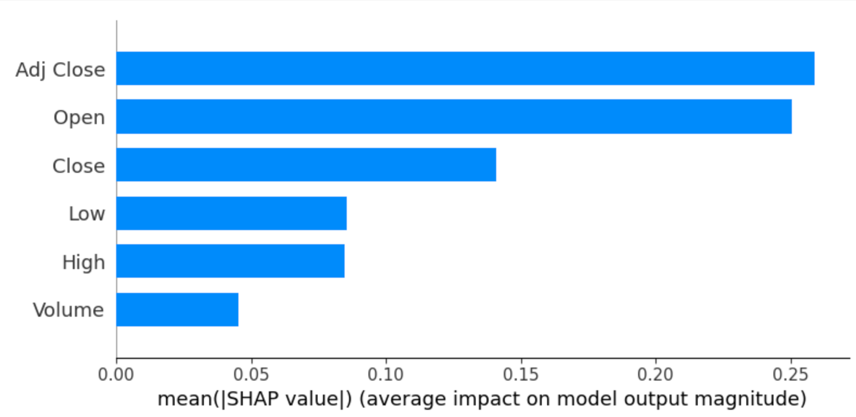 Adj Close
Open
Close
Low
High
Volume
0.00 0.05 0.10 0.15 0.20 0.25
mean(|SHAP value|) (average impact on model output magnitude)